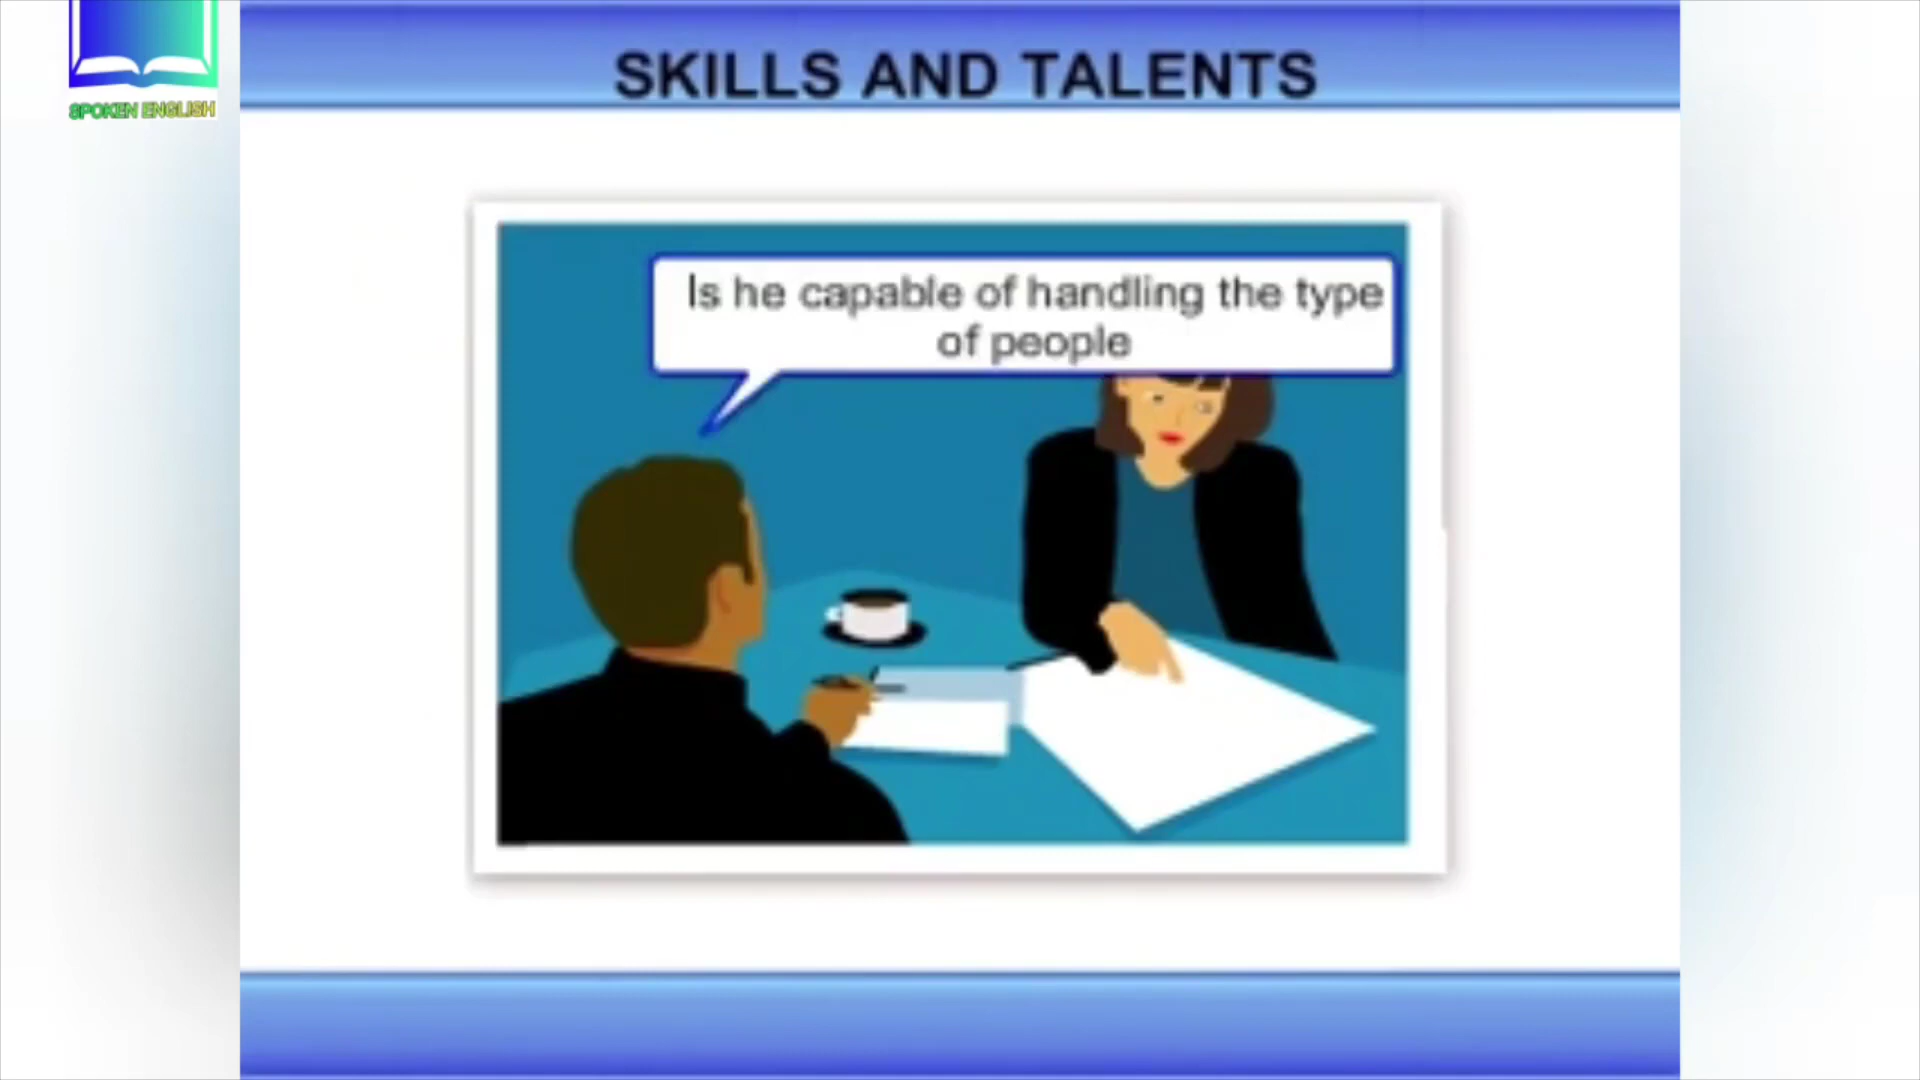 SPOKEN ENGLISH
SKILLS AND TALENTS
Is he capable of handling the type
of people